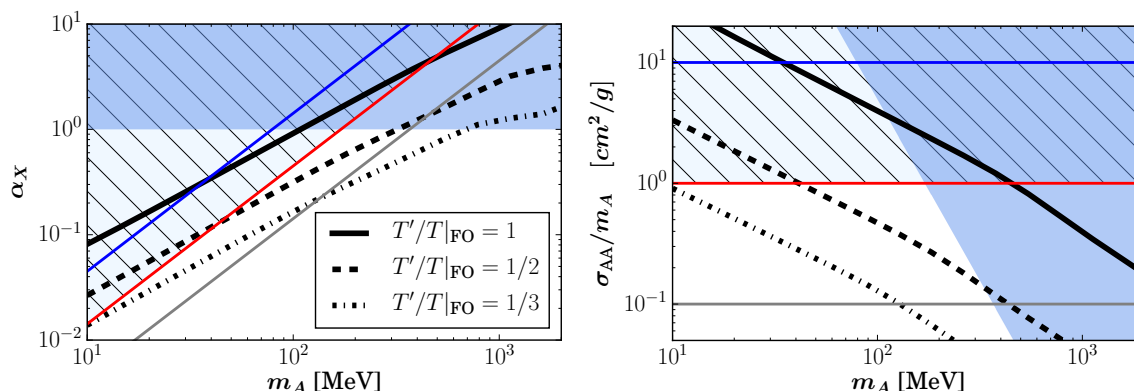 10^1
10^0
10^{-1}
10^{-2}
α_X
10^1
10^2
10^3
m_A [MeV]
T'/T|_FO = 1
T'/T|_FO = 1/2
T'/T|_FO = 1/3
10^1
10^0
10^{-1}
σ_AA/m_A [cm^2/g]
10^1
10^2
10^3
m_A [MeV]